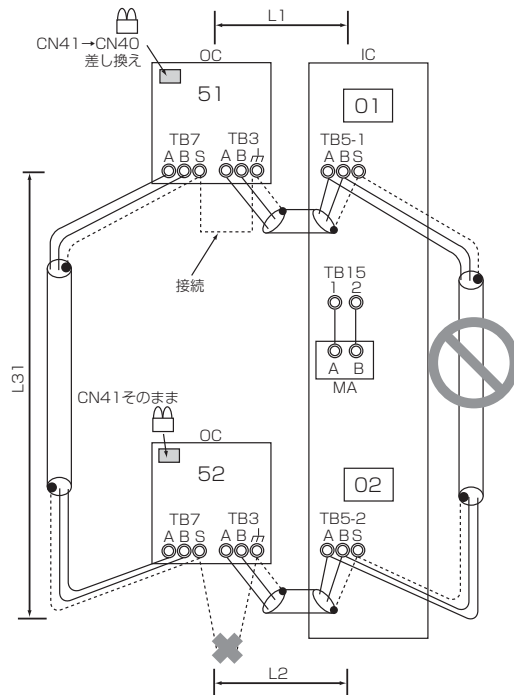 L1
CN41→CN40
差し換え
OC
IC
51
01
TB7
TB3
TB5-1
A B S
A B
A B S
接続
TB15
1 2
A B
MA
L31
CN41そのまま
OC
52
02
TB7
TB3
TB5-2
A B S
A B
A B S
L2